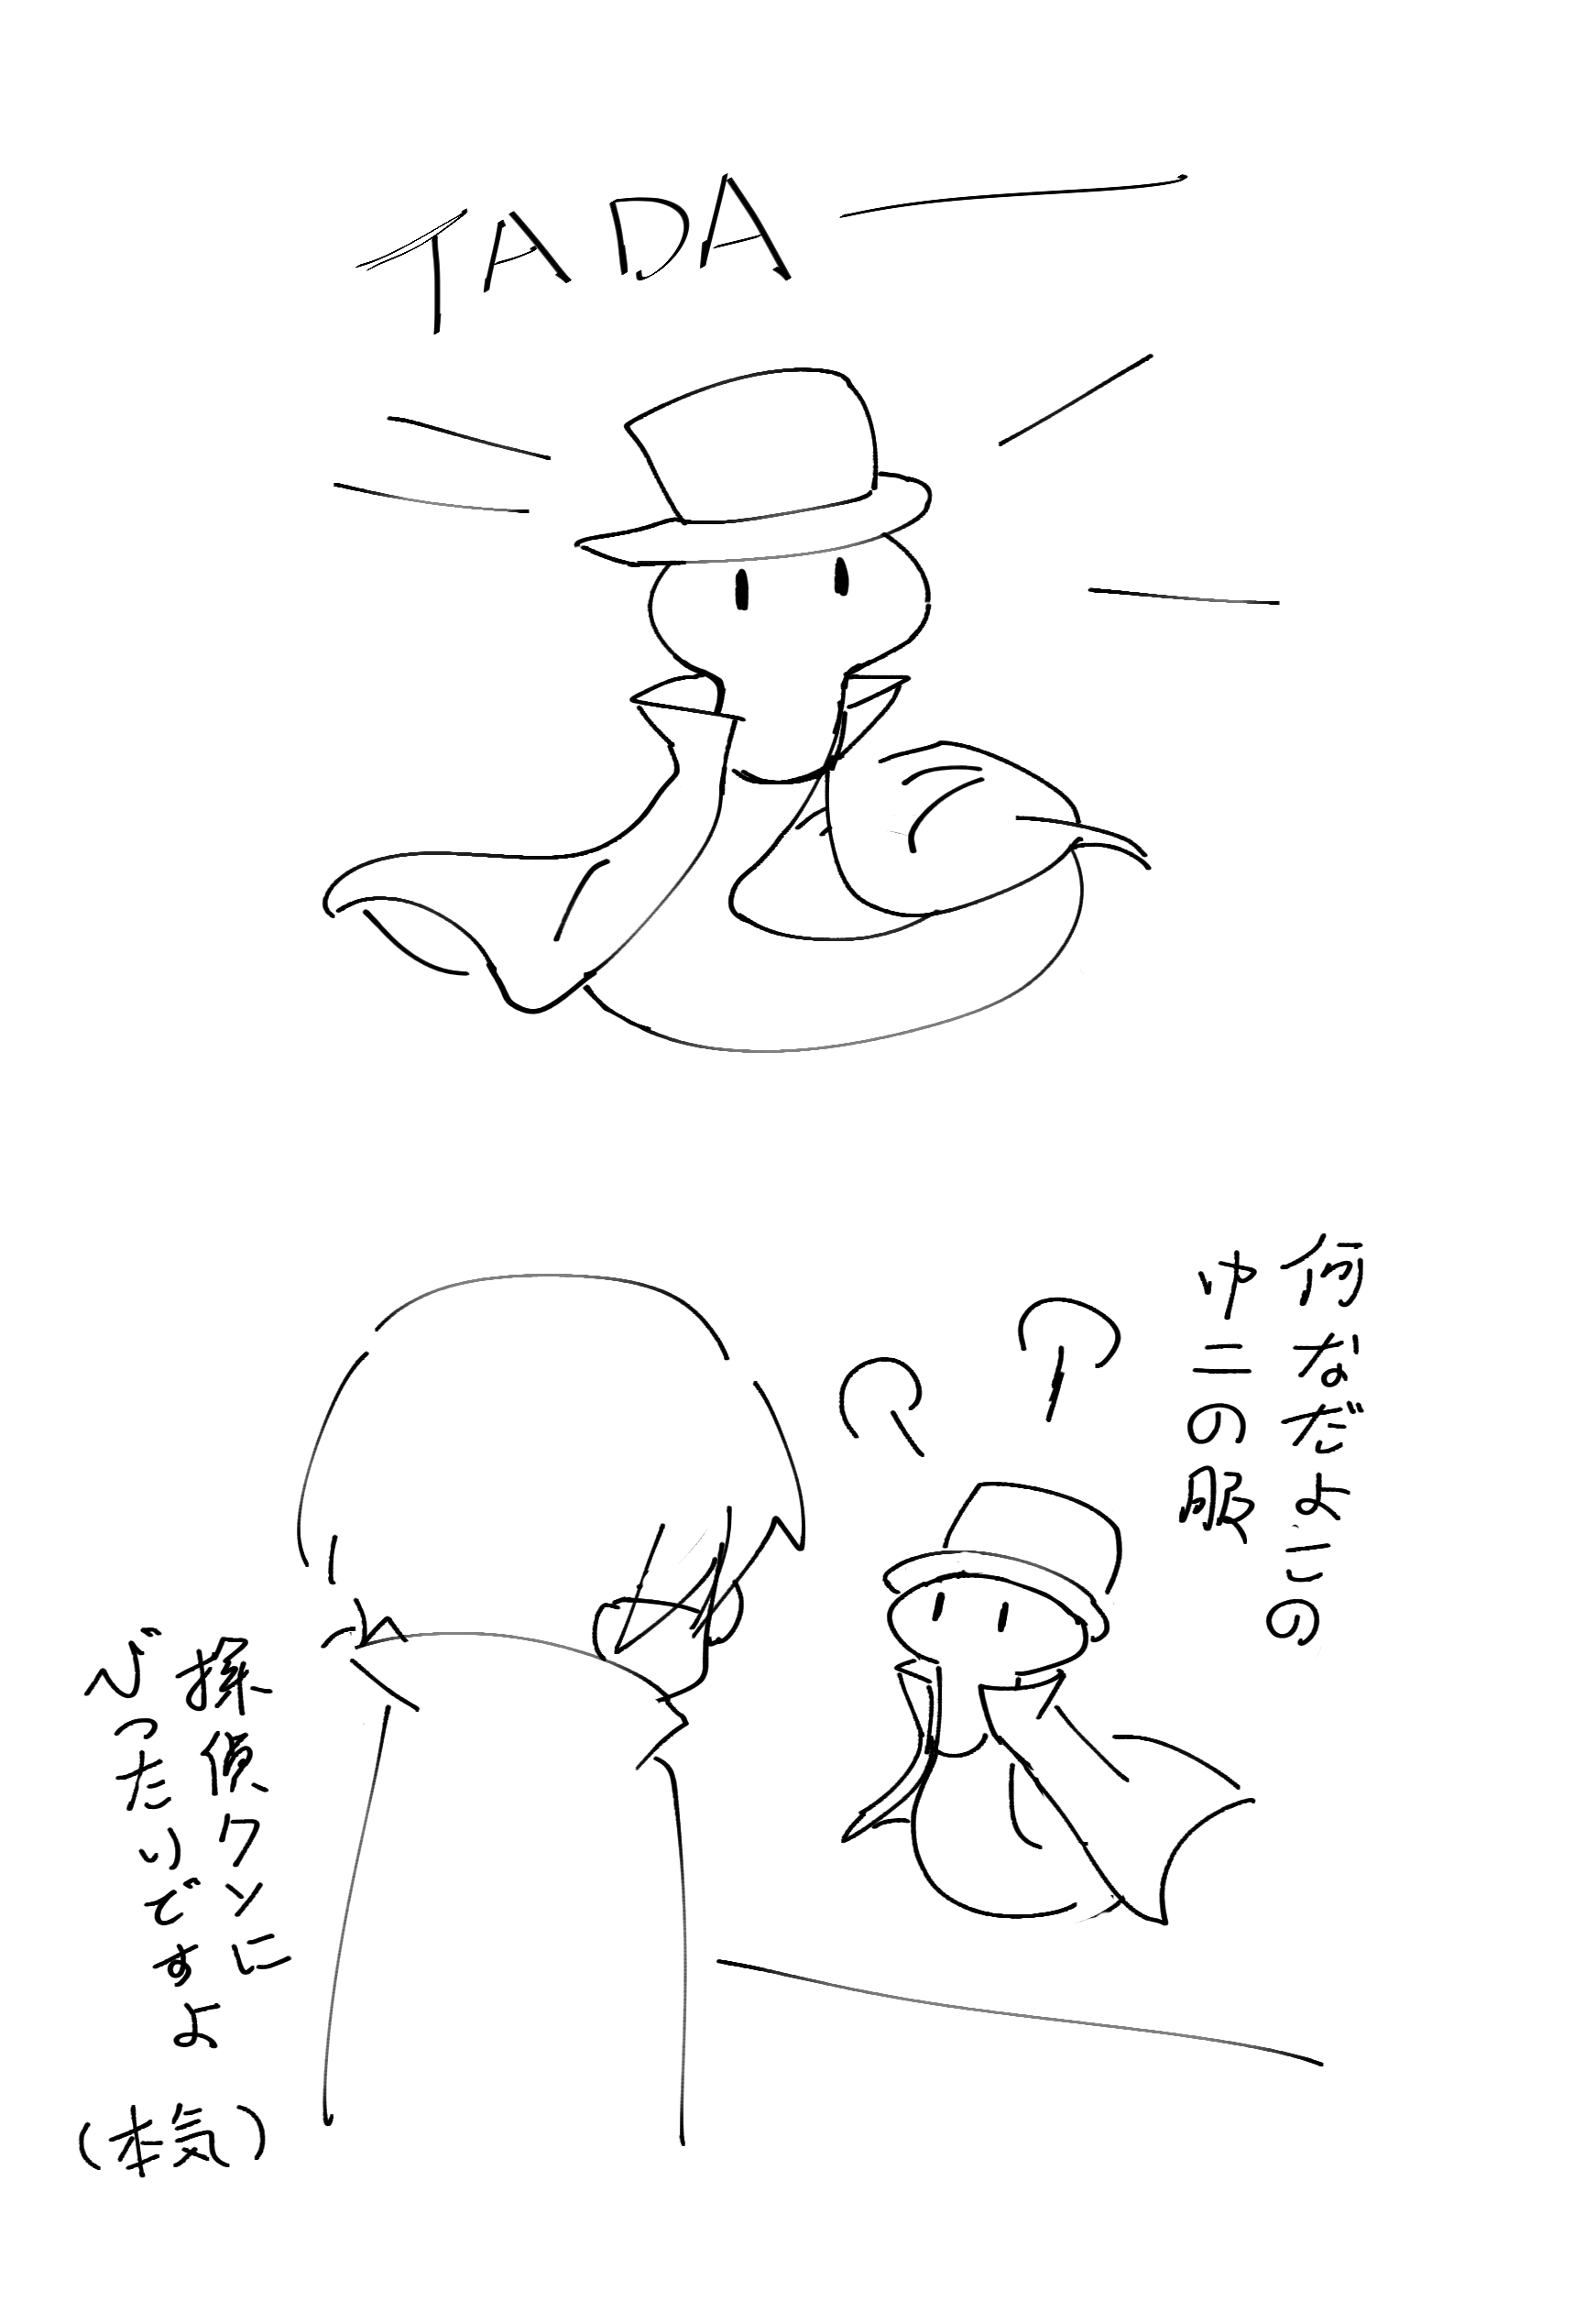 TADA
何なだよこの
中二の服
探偵クンに
ぴったいですよ
(本気)